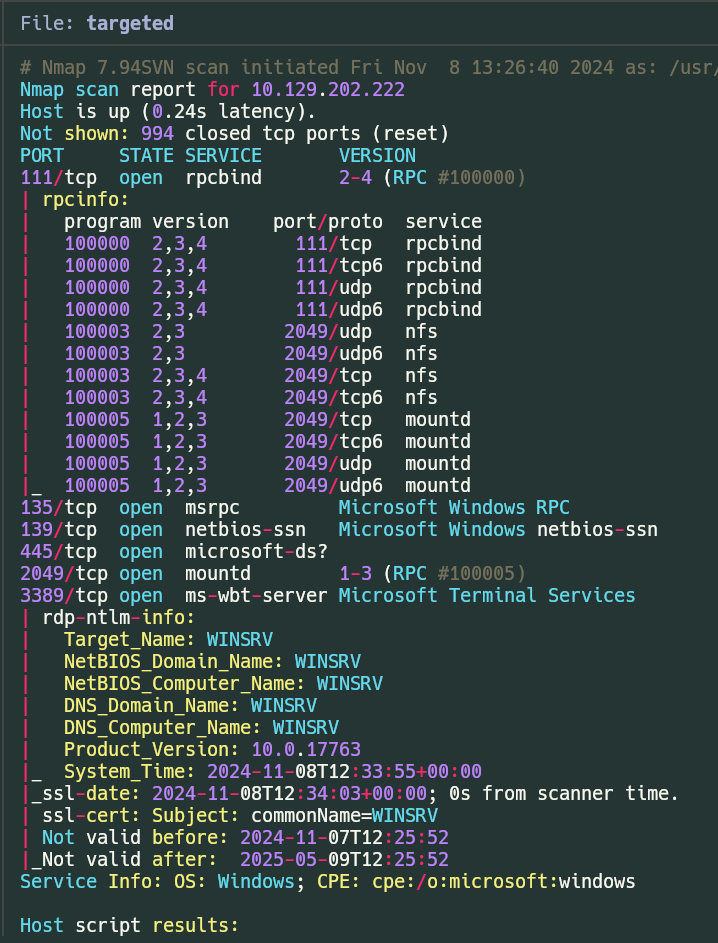 File: targeted
# Nmap 7.94SVN scan initiated Fri Nov  8 13:26:40 2024 as: /usr/
Nmap scan report for 10.129.202.222
Host is up (0.24s latency).
Not shown: 994 closed tcp ports (reset)
PORT     STATE SERVICE       VERSION
111/tcp  open  rpcbind       2-4 (RPC #100000)
| rpcinfo:
|   program version    port/proto  service
|   100000  2,3,4        111/tcp   rpcbind
|   100000  2,3,4        111/tcp6  rpcbind
|   100000  2,3,4        111/udp   rpcbind
|   100000  2,3,4        111/udp6  rpcbind
|   100003  2,3         2049/udp   nfs
|   100003  2,3         2049/udp6  nfs
|   100003  2,3,4       2049/tcp   nfs
|   100003  2,3,4       2049/tcp6  nfs
|   100005  1,2,3       2049/tcp   mountd
|   100005  1,2,3       2049/tcp6  mountd
|   100005  1,2,3       2049/udp   mountd
|_  100005  1,2,3       2049/udp6  mountd
135/tcp  open  msrpc         Microsoft Windows RPC
139/tcp  open  netbios-ssn   Microsoft Windows netbios-ssn
445/tcp  open  microsoft-ds?
2049/tcp open  mountd        1-3 (RPC #100005)
3389/tcp open  ms-wbt-server Microsoft Terminal Services
| rdp-ntlm-info:
|   Target_Name: WINSRV
|   NetBIOS_Domain_Name: WINSRV
|   NetBIOS_Computer_Name: WINSRV
|   DNS_Domain_Name: WINSRV
|   DNS_Computer_Name: WINSRV
|   Product_Version: 10.0.17763
|_  System_Time: 2024-11-08T12:33:55+00:00
|_ssl-date: 2024-11-08T12:34:03+00:00; 0s from scanner time.
| ssl-cert: Subject: commonName=WINSRV
| Not valid before: 2024-11-07T12:25:52
|_Not valid after:  2025-05-09T12:25:52
Service Info: OS: Windows; CPE: cpe:/o:microsoft:windows
Host script results: